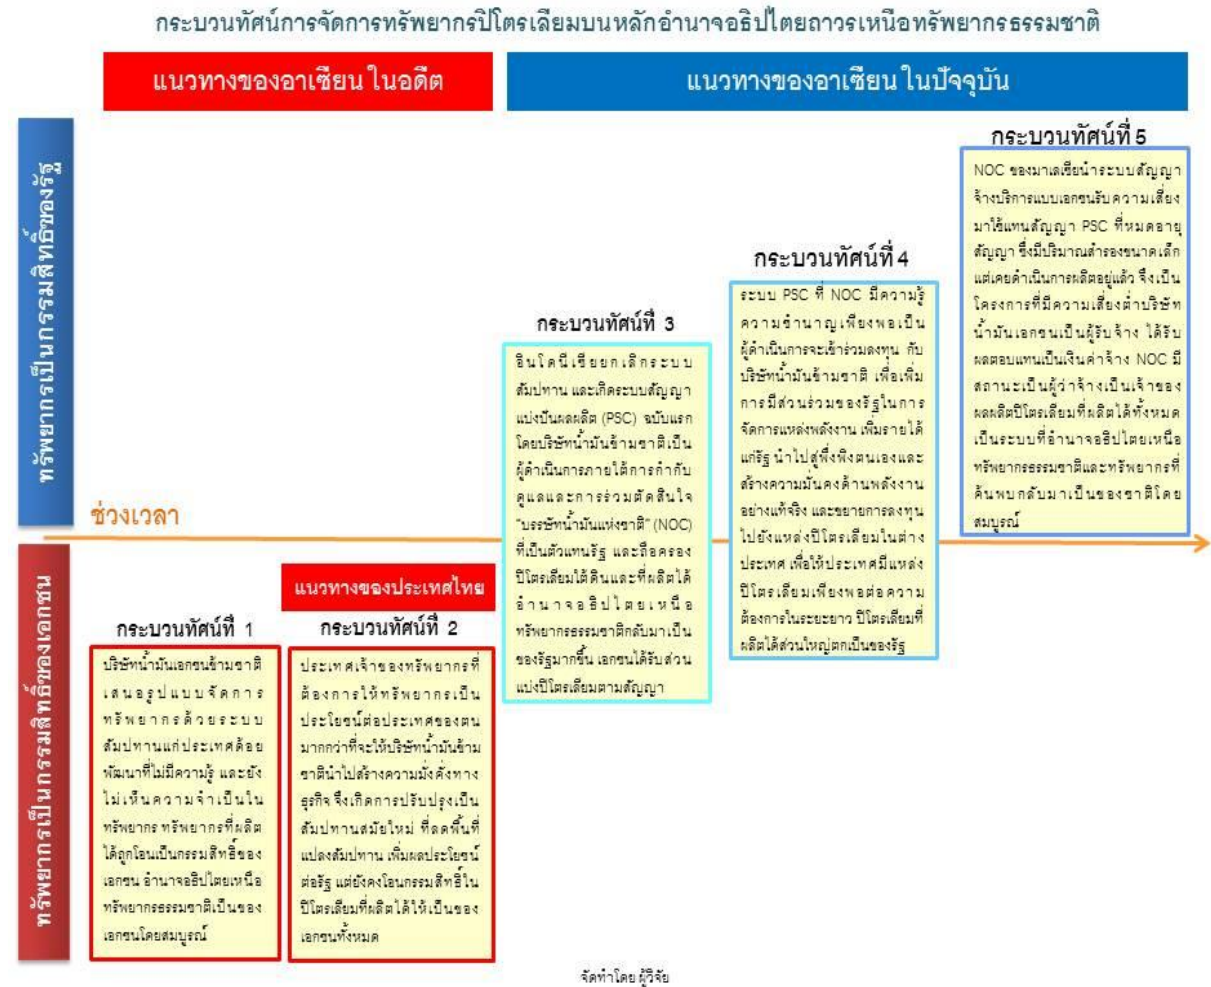 กระบวนทัศน์การจัดการทรัพยากรปิโตรเลียมบนหลักอำนาจอธิปไตยถาวรเหนือทรัพยากรธรรมชาติ
แนวทางของอาเซียน ในอดีต
แนวทางของอาเซียน ในปัจจุบัน
ทรัพยากรเป็นกรรมสิทธิ์ของรัฐ
กระบวนทัศน์ที่ 5
NOC ของมาเลเซียนำระบบสัญญา
จ้างบริการแบบเอกชนรับความเสี่ยง
มาใช้แทนสัญญา PSC ที่หมดอายุ
สัญญา ซึ่งมีปริมาณสำรองขนาดเล็ก
แต่เคยดำเนินการผลิตอยู่แล้ว จึงเป็น
โครงการที่มีความเสี่ยงต่ำบริษัท
น้ำมันเอกชนเป็นผู้รับจ้าง ได้รับ
ผลตอบแทนเป็นเงินค่าจ้าง NOC มี
สถานะเป็นผู้ว่าจ้างเป็นเจ้าของ
ผลผลิตปิโตรเลียมที่ผลิตได้ทั้งหมด
เป็นระบบที่อำนาจอธิปไตยเหนือ
ทรัพยากรธรรมชาติและทรัพยากรที่
ค้นพบกลับมาเป็นของชาติโดย
สมบูรณ์
กระบวนทัศน์ที่ 4
ระบบ PSC ที่ NOC มีความรู้
ความชำนาญเพียงพอเป็น
ผู้ดำเนินการจะเข้าร่วมลงทุน กับ
บริษัทน้ำมันข้ามชาติ เพื่อเพิ่ม
การมีส่วนร่วมของรัฐในการ
จัดการแหล่งพลังงาน เพิ่มรายได้
แก่รัฐ นำไปสู่พึ่งพิงตนเองและ
สร้างความมั่นคงด้านพลังงาน
อย่างแท้จริง และขยายการลงทุน
ไปยังแหล่งปิโตรเลียมในต่าง
ประเทศ เพื่อให้ประเทศมีแหล่ง
ปิโตรเลียมเพียงพอต่อความ
ต้องการในระยะยาว ปิโตรเลียมที่
ผลิตได้ส่วนใหญ่ตกเป็นของรัฐ
กระบวนทัศน์ที่ 3
อินโดนีเซียยกเลิกระบบ
สัมปทาน และเกิดระบบสัญญา
แบ่งปันผลผลิต (PSC) ฉบับแรก
โดยบริษัทน้ำมันข้ามชาติเป็น
ผู้ดำเนินการภายใต้การกำกับ
ดูแลและการร่วมตัดสินใจ
"บรรษัทน้ำมันแห่งชาติ" (NOC)
ที่เป็นตัวแทนรัฐ และถือครอง
ปิโตรเลียมใต้ดินและที่ผลิตได้
อำนาจอธิปไตยเหนือ
ทรัพยากรธรรมชาติกลับมาเป็น
ของรัฐมากขึ้น เอกชนได้รับส่วน
แบ่งปิโตรเลียมตามสัญญา
ช่วงเวลา
ทรัพยากรเป็นกรรมสิทธิ์ของเอกชน
แนวทางของประเทศไทย
กระบวนทัศน์ที่ 1
บริษัทน้ำมันเอกชนข้ามชาติ
เสนอรูปแบบจัดการ
ทรัพยากรด้วยระบบ
สัมปทานแก่ประเทศด้อย
พัฒนาที่ไม่มีความรู้ และยัง
ไม่เห็นความจำเป็นใน
ทรัพยากร ทรัพยากรที่ผลิต
ได้ถูกโอนเป็นกรรมสิทธิ์ของ
เอกชน อำนาจอธิปไตยเหนือ
ทรัพยากรธรรมชาติเป็นของ
เอกชนโดยสมบูรณ์
กระบวนทัศน์ที่ 2
ประเทศเจ้าของทรัพยากรที่
ต้องการให้ทรัพยากรเป็น
ประโยชน์ต่อประเทศของตน
มากกว่าที่จะให้บริษัทน้ำมันข้าม
ชาตินำไปสร้างความมั่งคั่งทาง
ธุรกิจ จึงเกิดการปรับปรุงเป็น
สัมปทานสมัยใหม่ ที่ลดพื้นที่
แปลงสัมปทาน เพิ่มผลประโยชน์
ต่อรัฐ แต่ยังคงโอนกรรมสิทธิ์ใน
ปิโตรเลียมที่ผลิตได้ให้เป็นของ
เอกชนทั้งหมด
จัดทำโดย ผู้วิจัย